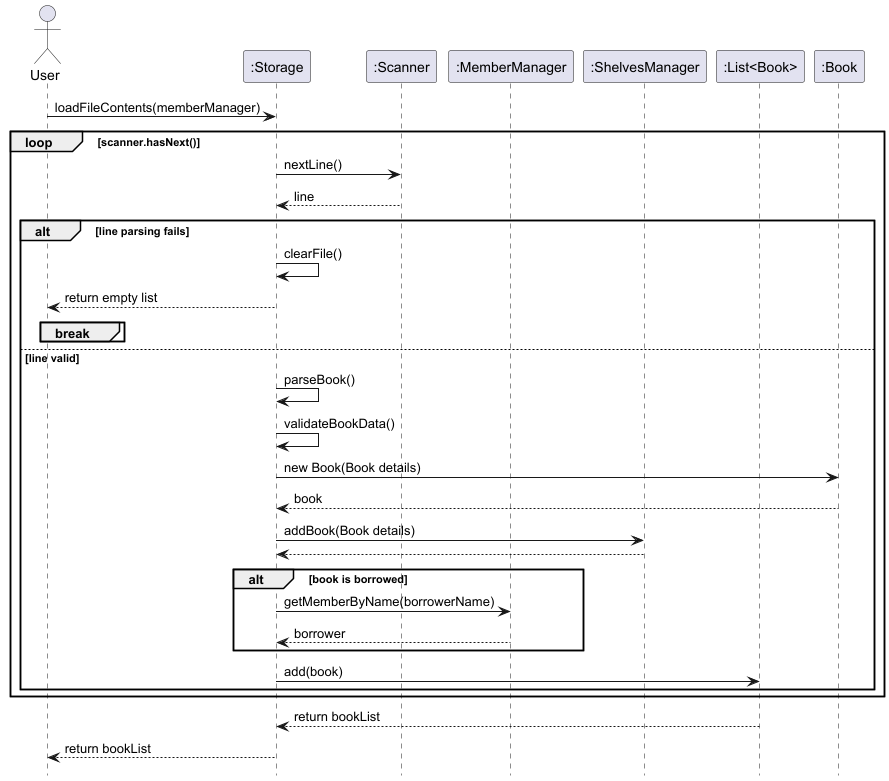 User
:Storage
:Scanner
:MemberManager
:ShelvesManager
:List<Book>
:Book
loadFileContents(memberManager)
loop
[scanner.hasNext()]
nextLine()
line
alt
[line parsing fails]
clearFile()
return empty list
break
[line valid]
parseBook()
validateBookData()
new Book(Book details)
book
addBook(Book details)
alt
[book is borrowed]
getMemberByName(borrowerName)
borrower
add(book)
return bookList
return bookList